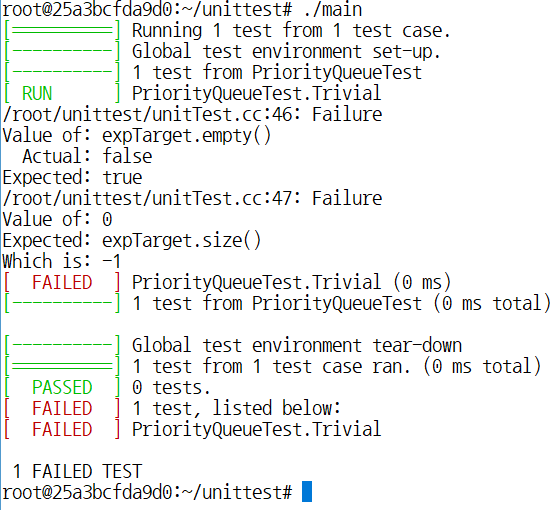 root@25a3bcfda9d0:~/unittest# ./main
[==========] Running 1 test from 1 test case.
[----------] Global test environment set-up.
[----------] 1 test from PriorityQueueTest
[ RUN      ] PriorityQueueTest.Trivial
/root/unittest/unitTest.cc:46: Failure
Value of: expTarget.empty()
  Actual: false
Expected: true
/root/unittest/unitTest.cc:47: Failure
Value of: 0
Expected: expTarget.size()
Which is: -1
[  FAILED  ] PriorityQueueTest.Trivial (0 ms)
[----------] 1 test from PriorityQueueTest (0 ms total)

[----------] Global test environment tear-down
[==========] 1 test from 1 test case ran. (0 ms total)
[  PASSED  ] 0 tests.
[  FAILED  ] 1 test, listed below:
[  FAILED  ] PriorityQueueTest.Trivial

 1 FAILED TEST
root@25a3bcfda9d0:~/unittest#